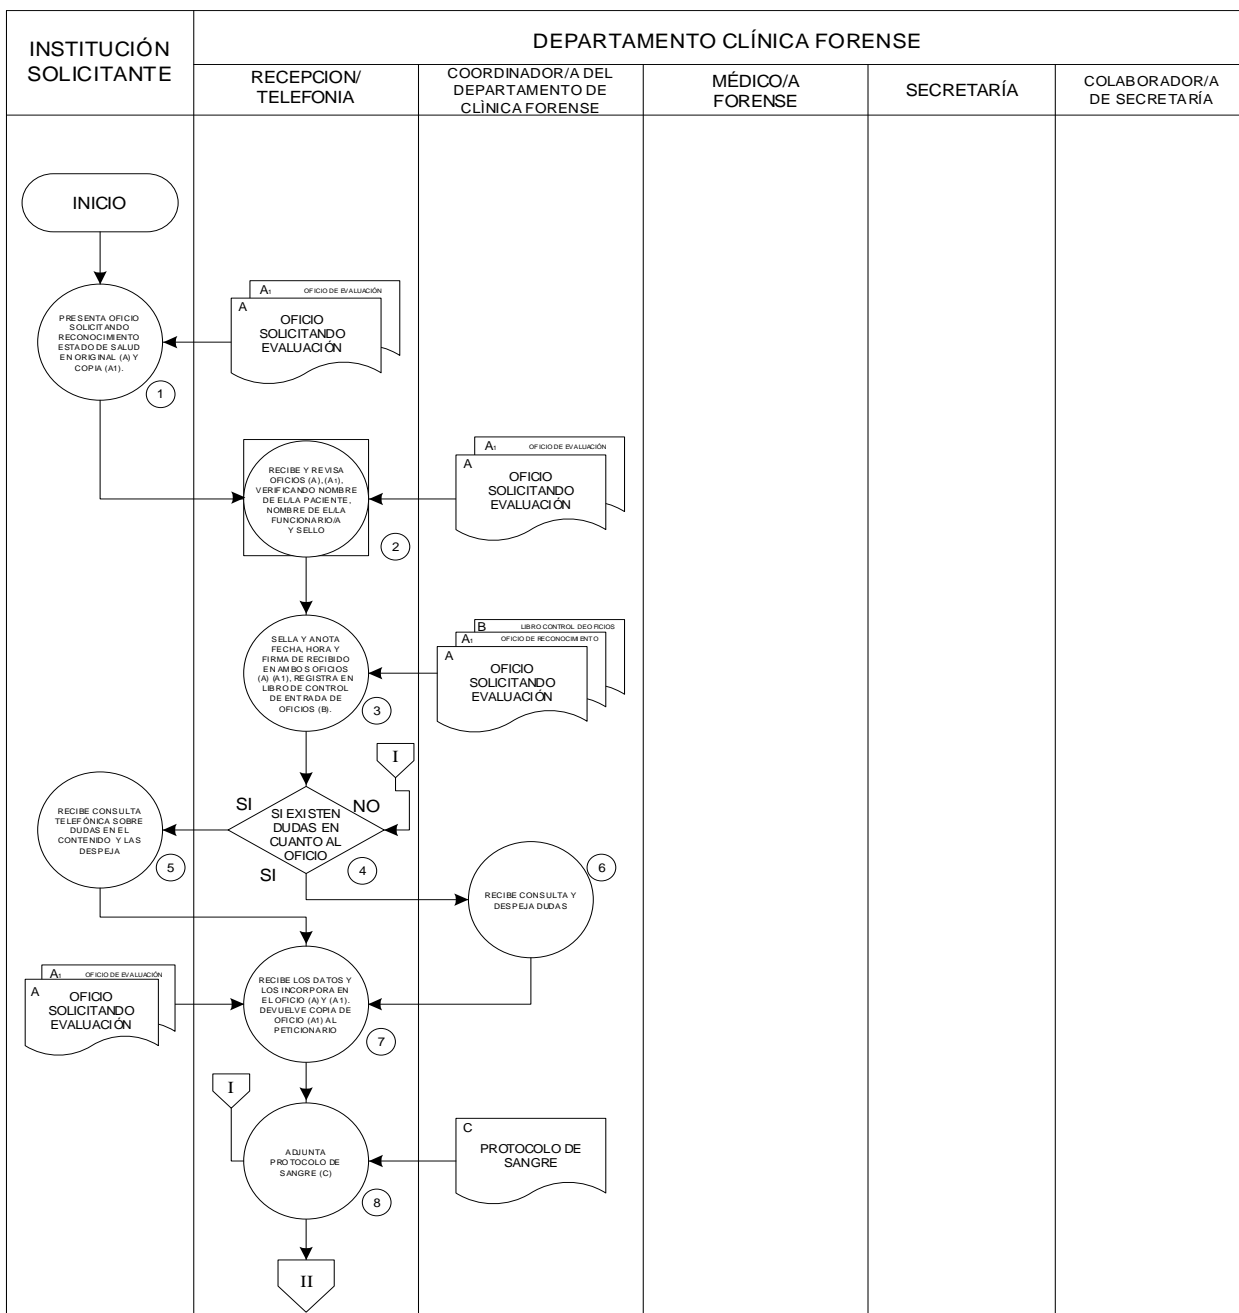 INSTITUCIÓN
SOLICITANTE
DEPARTAMENTO CLÍNICA FORENSE
RECEPCION/
TELEFONIA
COORDINADOR/A DEL
DEPARTAMENTO DE
CLÌNICA FORENSE
MÉDICO/A
FORENSE
SECRETARÍA
COLABORADOR/A
DE SECRETARÍA
INICIO
PRESENTA OFICIO
SOLICITANDO
RECONOCIMIENTO
ESTADO DE SALUD
EN ORIGINAL (A) Y
COPIA (A1).
1
A1 OFICIO DE EVALUACIÓN
A
OFICIO
SOLICITANDO
EVALUACIÓN
RECIBE Y REVISA
OFICIOS (A), (A1),
VERIFICANDO NOMBRE
DE EL/LA PACIENTE,
NOMBRE DE EL/LA
FUNCIONARIO/A
Y SELLO
2
A1 OFICIO DE EVALUACIÓN
A
OFICIO
SOLICITANDO
EVALUACIÓN
SELLA Y ANOTA
FECHA, HORA Y
FIRMA DE RECIBIDO
EN AMBOS OFICIOS
(A) (A1), REGISTRA EN
LIBRO DE CONTROL
DE ENTRADA DE
OFICIOS (B).
3
B LIBRO CONTROL DE OFICIOS
A1 OFICIO DE RECONOCIMIENTO
A
OFICIO
SOLICITANDO
EVALUACIÓN
I
SI
NO
SI EXISTEN
DUDAS EN
CUANTO AL
OFICIO
SI
4
RECIBE CONSULTA
TELEFÓNICA SOBRE
DUDAS EN EL
CONTENIDO Y LAS
DESPEJA
5
6
RECIBE CONSULTA Y
DESPEJA DUDAS
A1 OFICIO DE EVALUACIÓN
A
OFICIO
SOLICITANDO
EVALUACIÓN
RECIBE LOS DATOS Y
LOS INCORPORA EN
EL OFICIO (A) Y (A1).
DEVUELVE COPIA DE
OFICIO (A1) AL
PETICIONARIO
7
I
ADJUNTA
PROTOCOLO DE
SANGRE (C)
8
C
PROTOCOLO DE
SANGRE
II